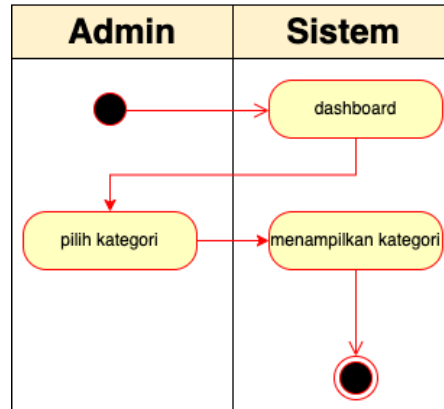 Admin
Sistem
dashboard
pilih kategori
menampilkan kategori